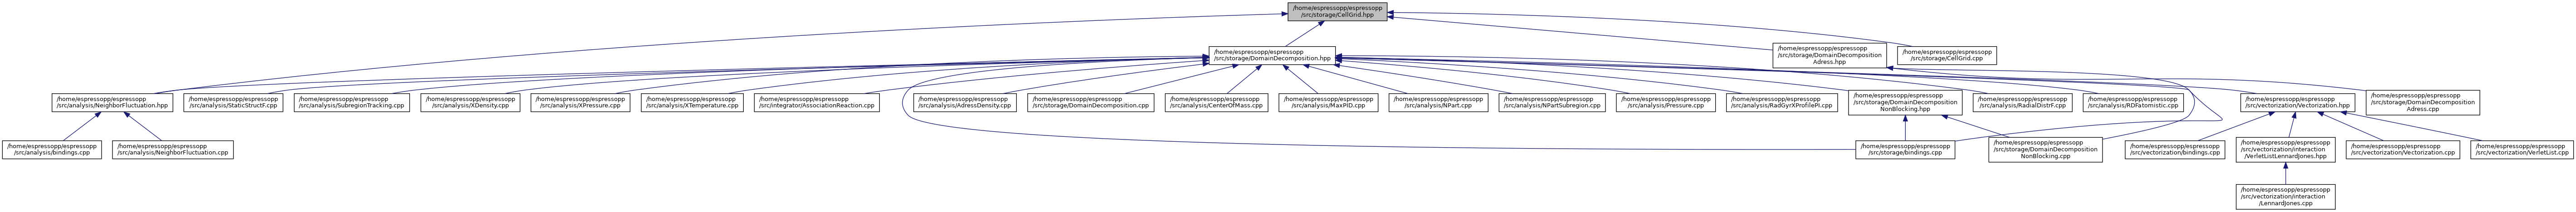 /home/espressopp/espressopp
/src/storage/CellGrid.hpp
/home/espressopp/espressopp
/src/storage/DomainDecomposition.hpp
/home/espressopp/espressopp
/src/storage/DomainDecomposition
Adress.hpp
/home/espressopp/espressopp
/src/storage/CellGrid.cpp
/home/espressopp/espressopp
/src/analysis/NeighborFluctuation.hpp
/home/espressopp/espressopp
/src/analysis/StaticStructF.cpp
/home/espressopp/espressopp
/src/analysis/SubregionTracking.cpp
/home/espressopp/espressopp
/src/analysis/XDensity.cpp
/home/espressopp/espressopp
/src/analysis/XPressure.cpp
/home/espressopp/espressopp
/src/analysis/XTemperature.cpp
/home/espressopp/espressopp
/src/integrator/AssociationReaction.cpp
/home/espressopp/espressopp
/src/analysis/AdressDensity.cpp
/home/espressopp/espressopp
/src/storage/DomainDecomposition.cpp
/home/espressopp/espressopp
/src/analysis/CenterOfMass.cpp
/home/espressopp/espressopp
/src/analysis/MaxPID.cpp
/home/espressopp/espressopp
/src/analysis/NPart.cpp
/home/espressopp/espressopp
/src/analysis/NPartSubregion.cpp
/home/espressopp/espressopp
/src/analysis/Pressure.cpp
/home/espressopp/espressopp
/src/analysis/RadGyrXProfilePI.cpp
/home/espressopp/espressopp
/src/storage/DomainDecomposition
NonBlocking.hpp
/home/espressopp/espressopp
/src/analysis/RadialDistrF.cpp
/home/espressopp/espressopp
/src/analysis/RDFatomistic.cpp
/home/espressopp/espressopp
/src/vectorization/Vectorization.hpp
/home/espressopp/espressopp
/src/storage/DomainDecomposition
Adress.cpp
/home/espressopp/espressopp
/src/analysis/bindings.cpp
/home/espressopp/espressopp
/src/analysis/NeighborFluctuation.cpp
/home/espressopp/espressopp
/src/storage/bindings.cpp
/home/espressopp/espressopp
/src/storage/DomainDecomposition
NonBlocking.cpp
/home/espressopp/espressopp
/src/vectorization/bindings.cpp
/home/espressopp/espressopp
/src/vectorization/interaction
/VerletListLennardJones.hpp
/home/espressopp/espressopp
/src/vectorization/Vectorization.cpp
/home/espressopp/espressopp
/src/vectorization/VerletList.cpp
/home/espressopp/espressopp
/src/vectorization/interaction
/LennardJones.cpp